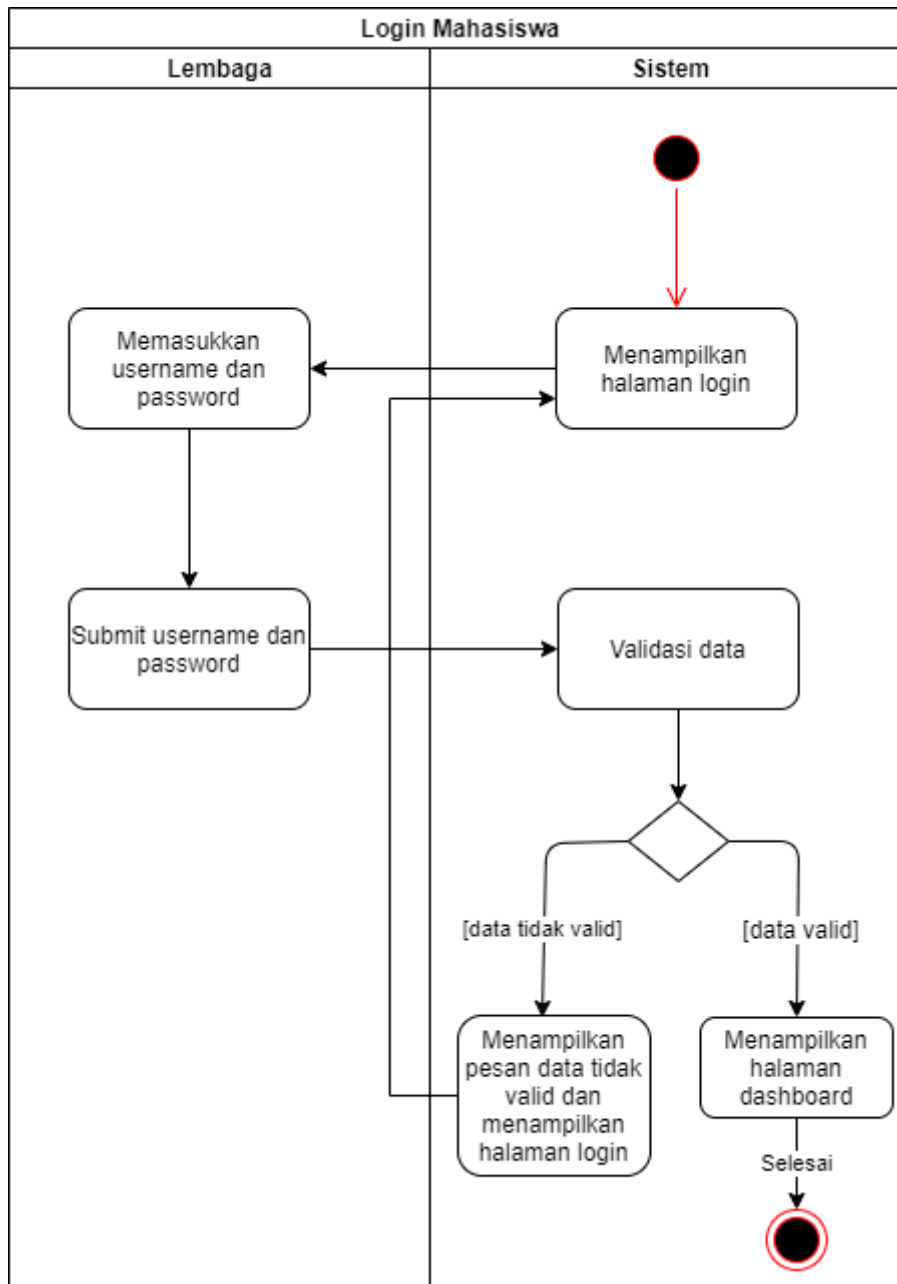 Login Mahasiswa
Lembaga
Sistem
Memasukkan
username dan
password
Menampilkan
halaman login
Submit username dan
password
Validasi data
[data tidak valid]
[data valid]
Menampilkan
pesan data tidak
valid dan
menampilkan
halaman login
Menampilkan
halaman
dashboard
Selesai